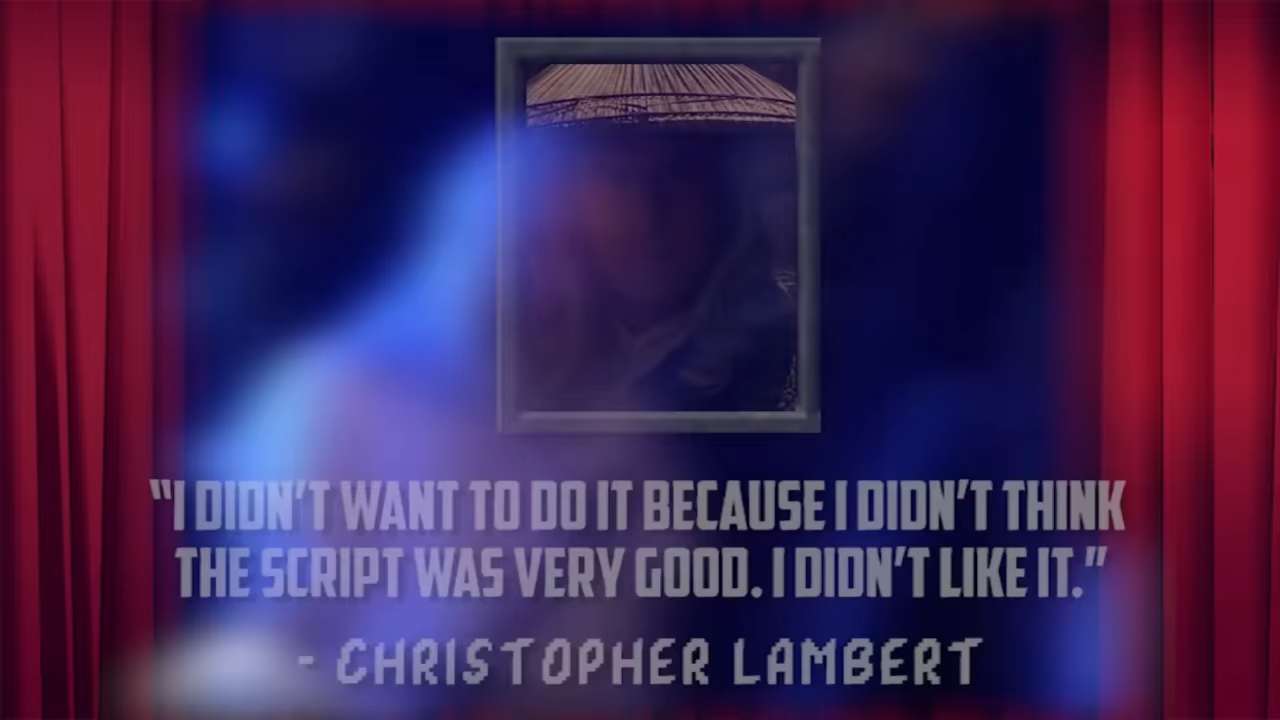 “I DIDN’T WANT TO DO IT BECAUSE I DIDN’T THINK
THE SCRIPT WAS VERY GOOD. I DIDN’T LIKE IT.”
- CHRISTOPHER LAMBERT